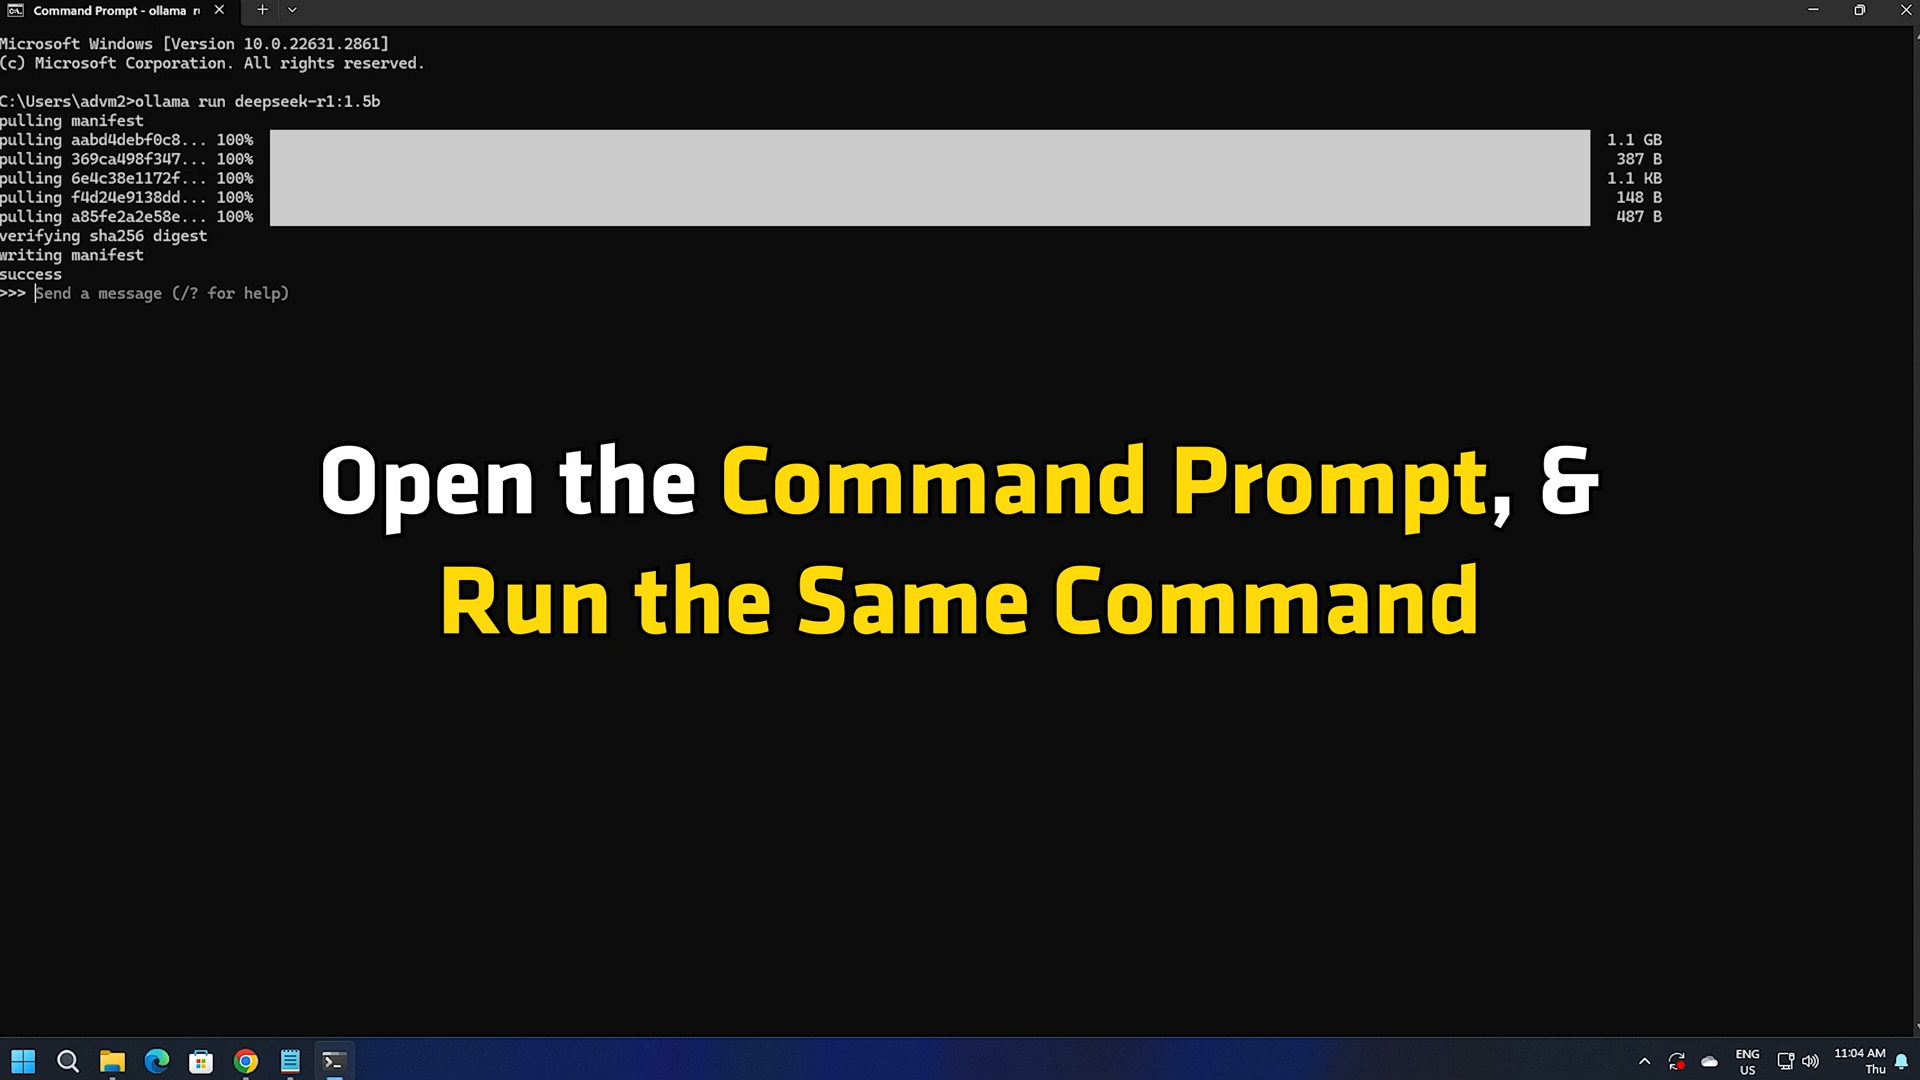 Command Prompt - ollama r
Microsoft Windows [Version 10.0.22631.2861]
(c) Microsoft Corporation. All rights reserved.
C:\Users\advm2>ollama run deepseek-r1:1.5b
pulling manifest
pulling aabd4debf0c8... 100% 1.1 GB
pulling 369ca498f347... 100% 387 B
pulling 6e4c38e1172f... 100% 1.1 KB
pulling f4d24e9138dd... 100% 148 B
pulling a85fe2a2e58e... 100% 487 B
verifying sha256 digest
writing manifest
success
>>> Send a message (/? for help)
Open the Command Prompt, &
Run the Same Command
ENG
US
11:04 AM
Thu